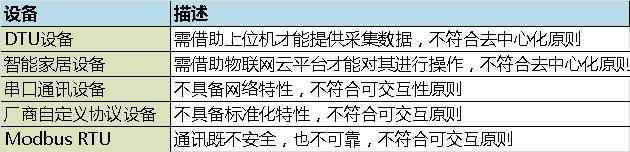 设备 描述
DTU设备 需借助上位机才能提供采集数据，不符合去中心化原则
智能家居设备 需借助物联网云平台才能对其进行操作，不符合去中心化原则
串口通讯设备 不具备网络特性，不符合可交互性原则
厂商自定义协议设备 不具备标准化特性，不符合可交互原则
Modbus RTU 通讯既不安全，也不可靠，不符合可交互原则